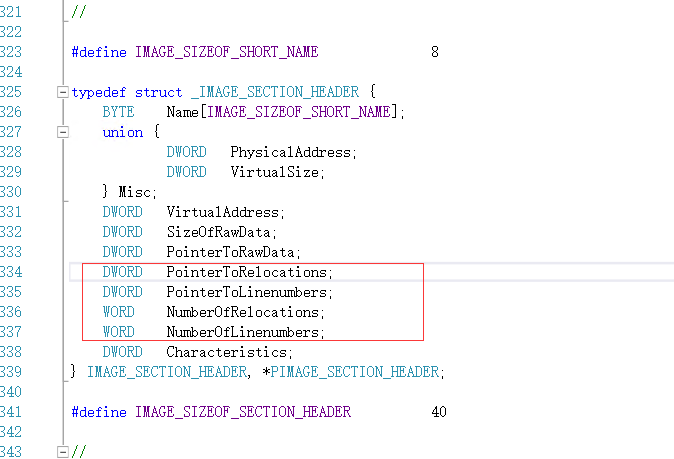 321 //
322
323 #define IMAGE_SIZEOF_SHORT_NAME 8
324
325 typedef struct _IMAGE_SECTION_HEADER {
326 BYTE Name[IMAGE_SIZEOF_SHORT_NAME];
327 union {
328 DWORD PhysicalAddress;
329 DWORD VirtualSize;
330 } Misc;
331 DWORD VirtualAddress;
332 DWORD SizeOfRawData;
333 DWORD PointerToRawData;
334 DWORD PointerToRelocations;
335 DWORD PointerToLinenumbers;
336 WORD NumberOfRelocations;
337 WORD NumberOfLinenumbers;
338 DWORD Characteristics;
339 } IMAGE_SECTION_HEADER, *PIMAGE_SECTION_HEADER;
340
341 #define IMAGE_SIZEOF_SECTION_HEADER 40
342
343 //